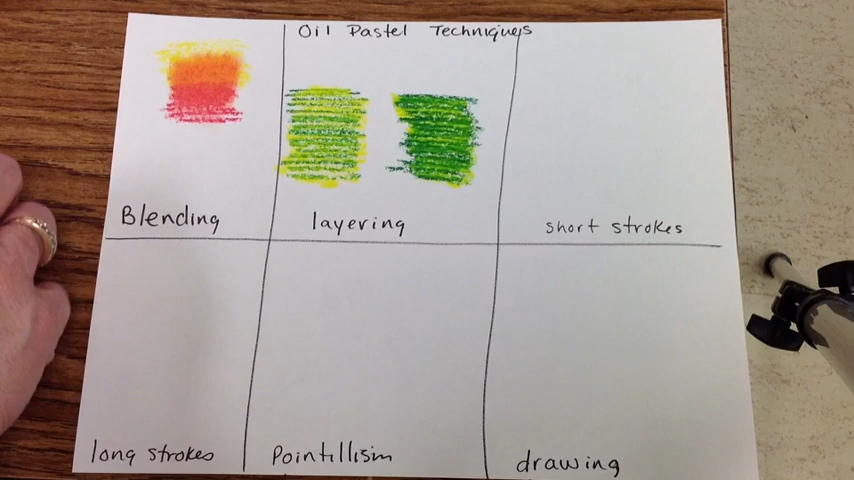 Oil Pastel Techniques
Blending
layering
short strokes
long strokes
Pointillism
drawing